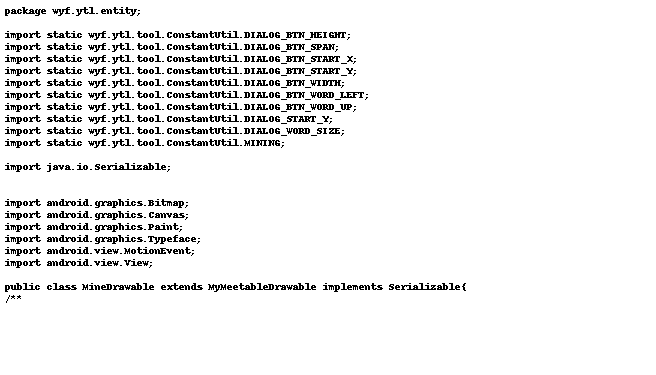 package wyf.ytl.entity;
import static wyf.ytl.tool.ConstantUtil.DIALOG_BTN_HEIGHT;
import static wyf.ytl.tool.ConstantUtil.DIALOG_BTN_SPAN;
import static wyf.ytl.tool.ConstantUtil.DIALOG_BTN_START_X;
import static wyf.ytl.tool.ConstantUtil.DIALOG_BTN_START_Y;
import static wyf.ytl.tool.ConstantUtil.DIALOG_BTN_WIDTH;
import static wyf.ytl.tool.ConstantUtil.DIALOG_BTN_WORD_LEFT;
import static wyf.ytl.tool.ConstantUtil.DIALOG_BTN_WORD_UP;
import static wyf.ytl.tool.ConstantUtil.DIALOG_START_Y;
import static wyf.ytl.tool.ConstantUtil.DIALOG_WORD_SIZE;
import static wyf.ytl.tool.ConstantUtil.MINING;
import java.io.Serializable;
import android.graphics.Bitmap;
import android.graphics.Canvas;
import android.graphics.Paint;
import android.graphics.Typeface;
import android.view.MotionEvent;
import android.view.View;
public class MineDrawable extends MyMeetableDrawable implements Serializable{
/**